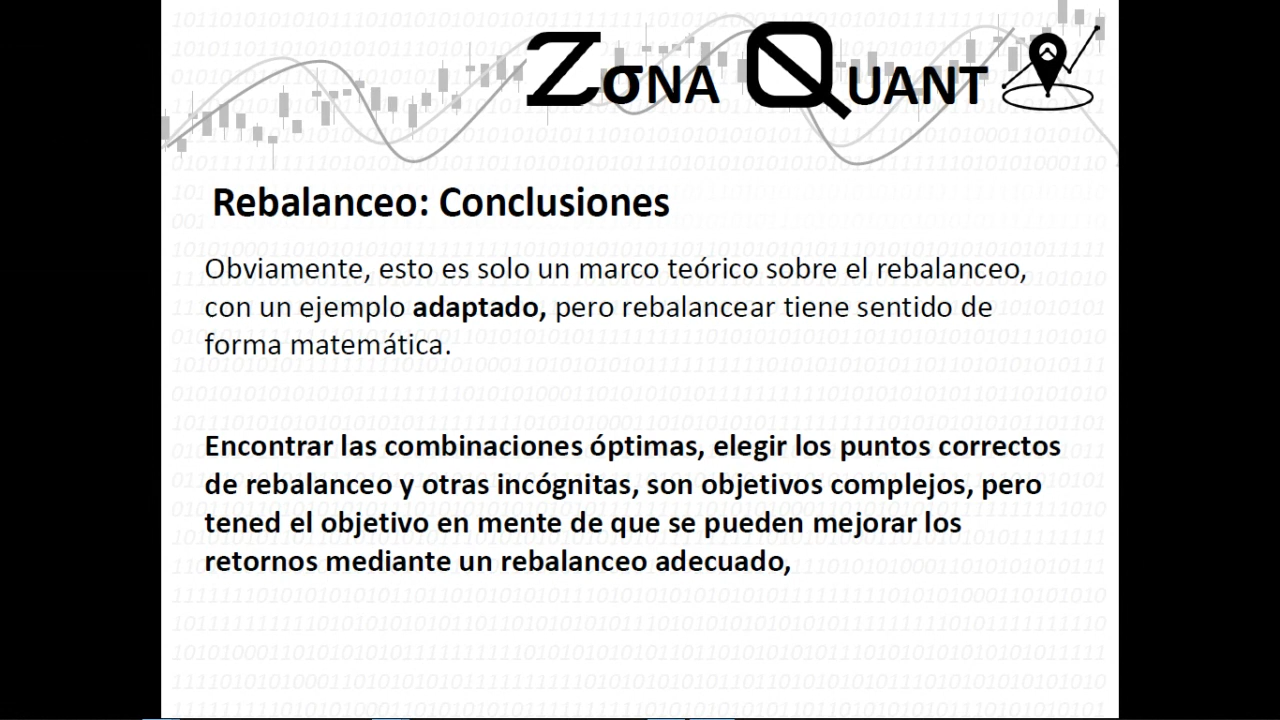 ZσNA QUANT
Rebalanceo: Conclusiones
Obviamente, esto es solo un marco teórico sobre el rebalanceo,
con un ejemplo adaptado, pero rebalancear tiene sentido de
forma matemática.
Encontrar las combinaciones óptimas, elegir los puntos correctos
de rebalanceo y otras incógnitas, son objetivos complejos, pero
tened el objetivo en mente de que se pueden mejorar los
retornos mediante un rebalanceo adecuado,